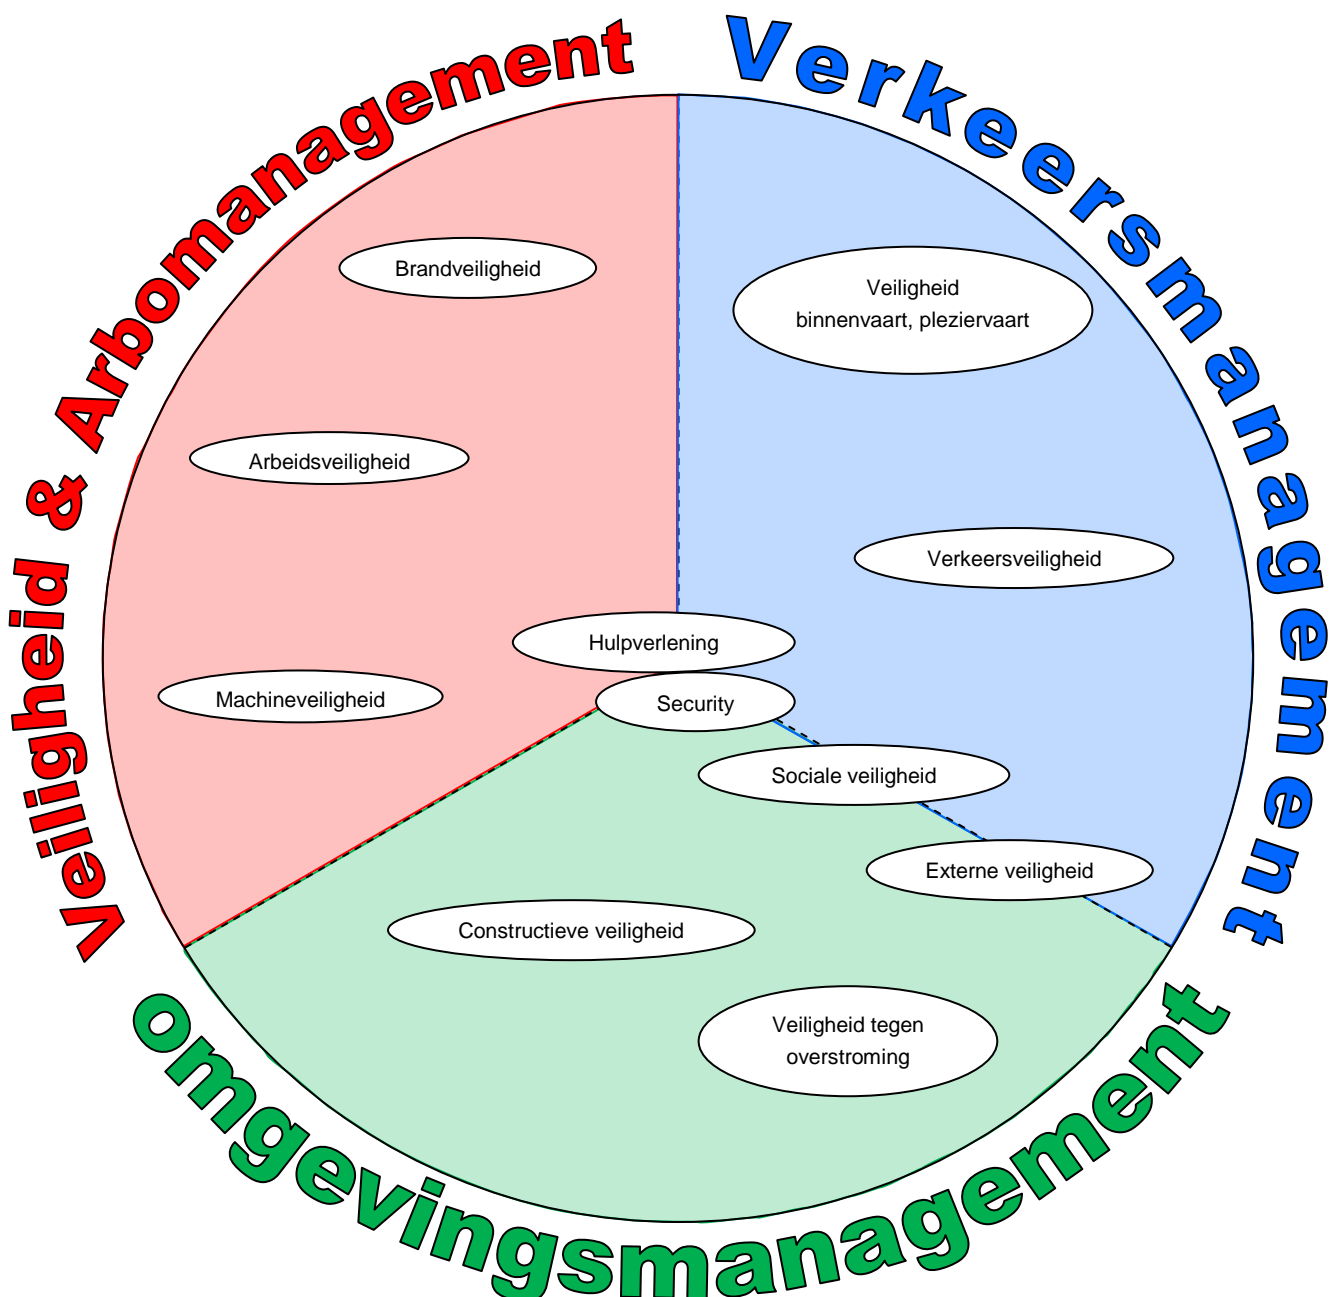 Veiligheid & Arbomanagement
Verkeersmanagement
Brandveiligheid
Veiligheid
binnenvaart, pleziervaart
Arbeidsveiligheid
Verkeersveiligheid
Hulpverlening
Machineveiligheid
Security
Sociale veiligheid
Externe veiligheid
Constructieve veiligheid
Veiligheid tegen
overstroming
omgevingsmanagement